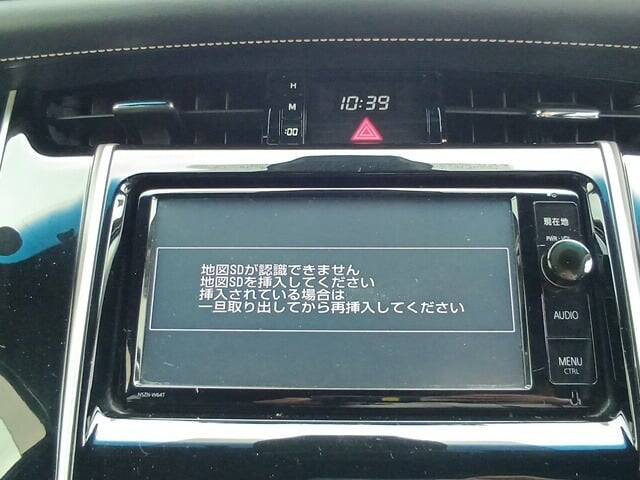 H
M
:00
10:39
現在地
PWR・VOL
地図SDが認識できません
地図SDを挿入してください
挿入されている場合は
一旦取り出してから再挿入してください
AUDIO
MENU
CTRL
NSZN-W64T